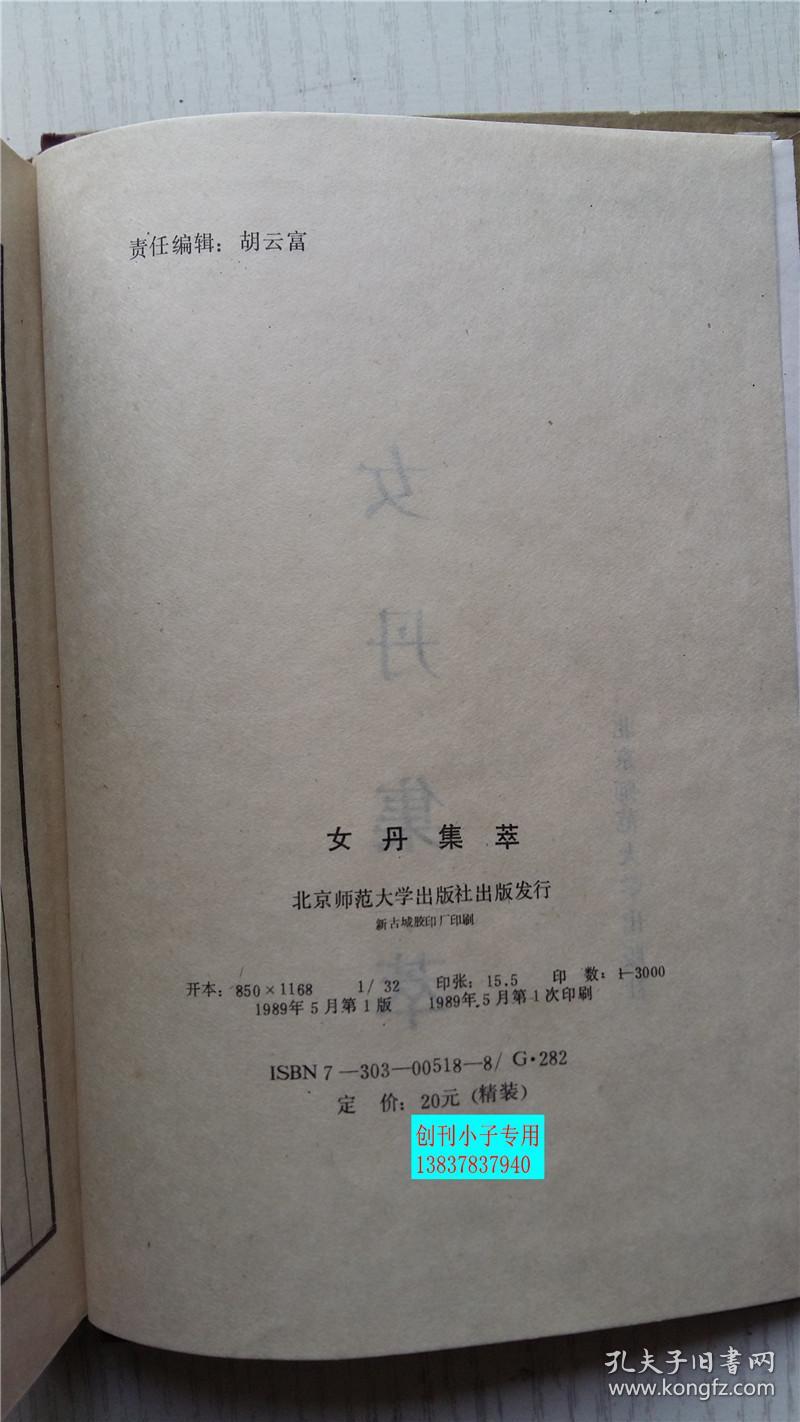 责任编辑：胡云富
女丹集萃
北京师范大学出版社出版发行
新古城胶印厂印刷
开本：850×1168 1/32 印张：15.5 印数：1—3000
1989年5月第1版 1989年5月第1次印刷
ISBN 7—303—00518—8/G·282
定价：20元（精装）
创刊小子专用
13837837940
孔夫子旧书网
www.kongfz.com